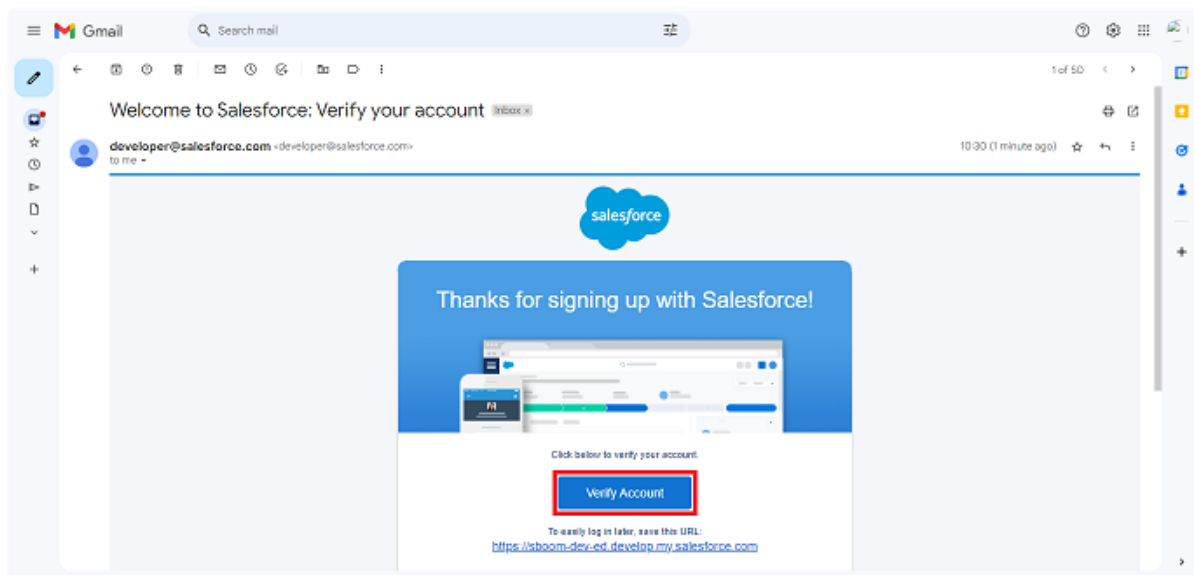 Gmail
Search mail
1 of 50
Welcome to Salesforce: Verify your account Inbox ×
developer@salesforce.com <developer@salesforce.com>
10:30 (1 minute ago)
to me
salesforce
Thanks for signing up with Salesforce!
Click below to verify your account.
Verify Account
To easily log in later, save this URL:
https://sboom-dev-ed.develop.my.salesforce.com